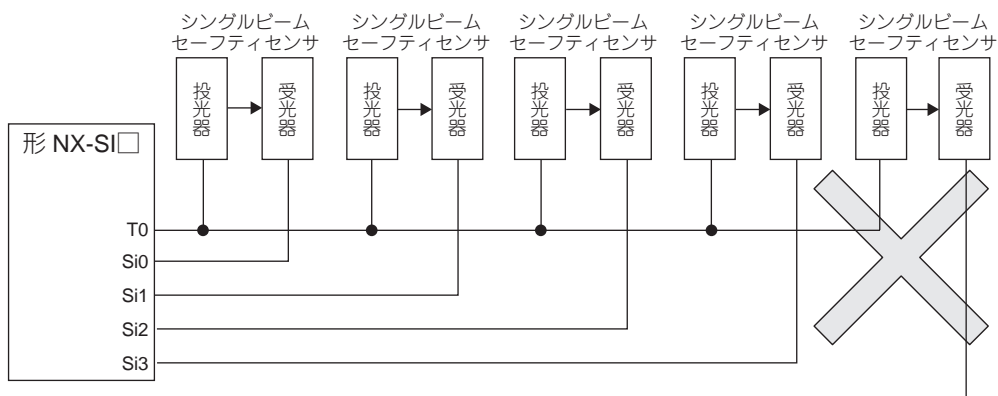 シングルビーム
セーフティセンサ
シングルビーム
セーフティセンサ
シングルビーム
セーフティセンサ
シングルビーム
セーフティセンサ
シングルビーム
セーフティセンサ
投光器
受光器
投光器
受光器
投光器
受光器
投光器
受光器
投光器
受光器
形 NX-SI□
T0
Si0
Si1
Si2
Si3